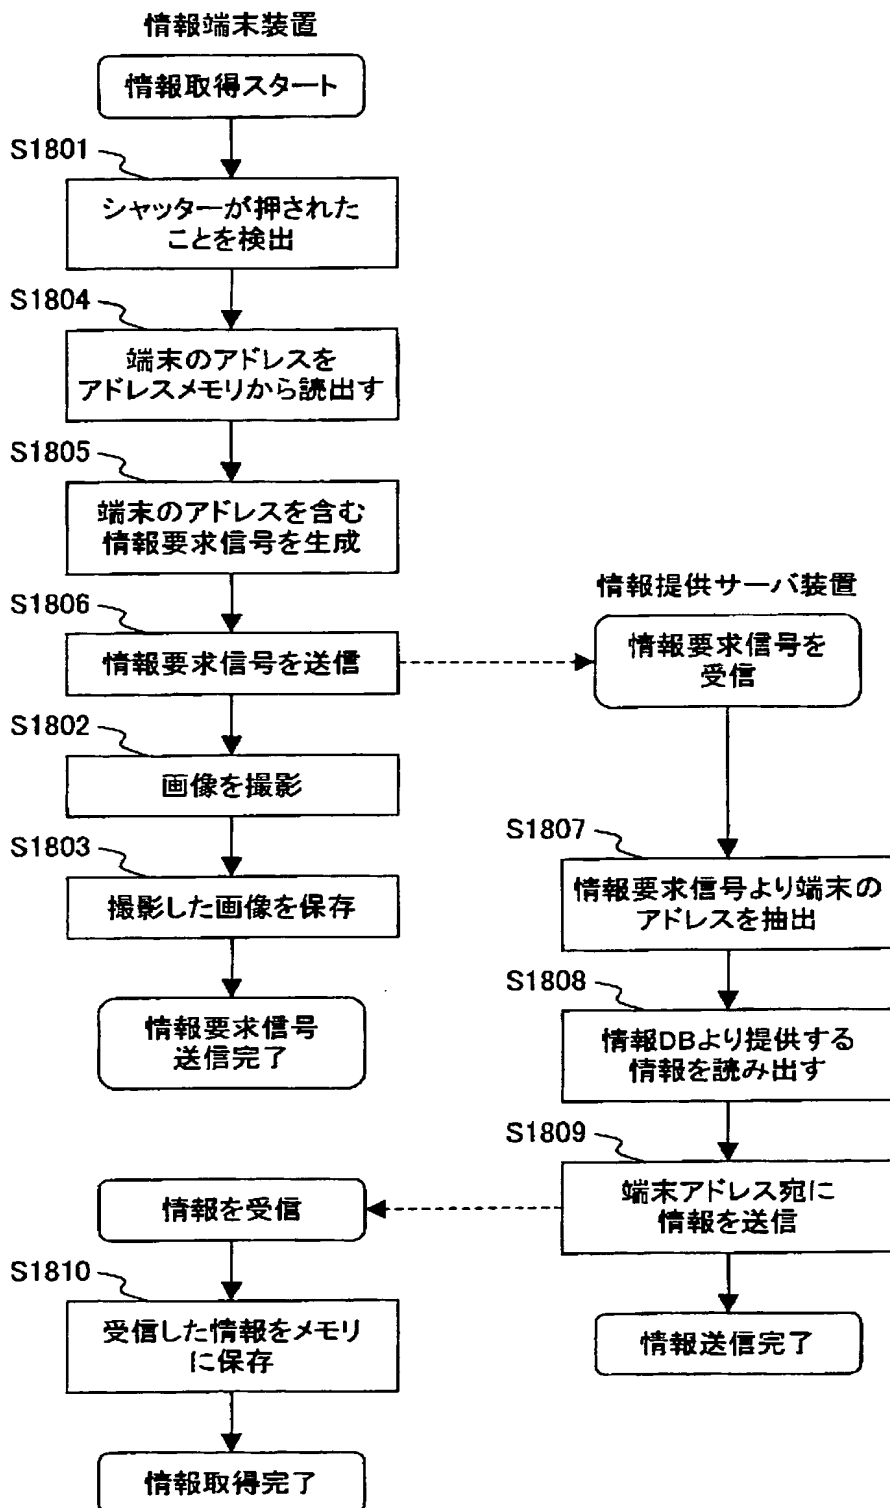 情報端末装置
情報取得スタート
S1801
シャッターが押された
ことを検出
S1804
端末のアドレスを
アドレスメモリから読出す
S1805
端末のアドレスを含む
情報要求信号を生成
S1806
情報要求信号を送信
S1802
画像を撮影
S1803
撮影した画像を保存
情報要求信号
送信完了
情報提供サーバ装置
情報要求信号を
受信
S1807
情報要求信号より端末の
アドレスを抽出
S1808
情報DBより提供する
情報を読み出す
S1809
端末アドレス宛に
情報を送信
情報送信完了
情報を受信
S1810
受信した情報をメモリ
に保存
情報取得完了